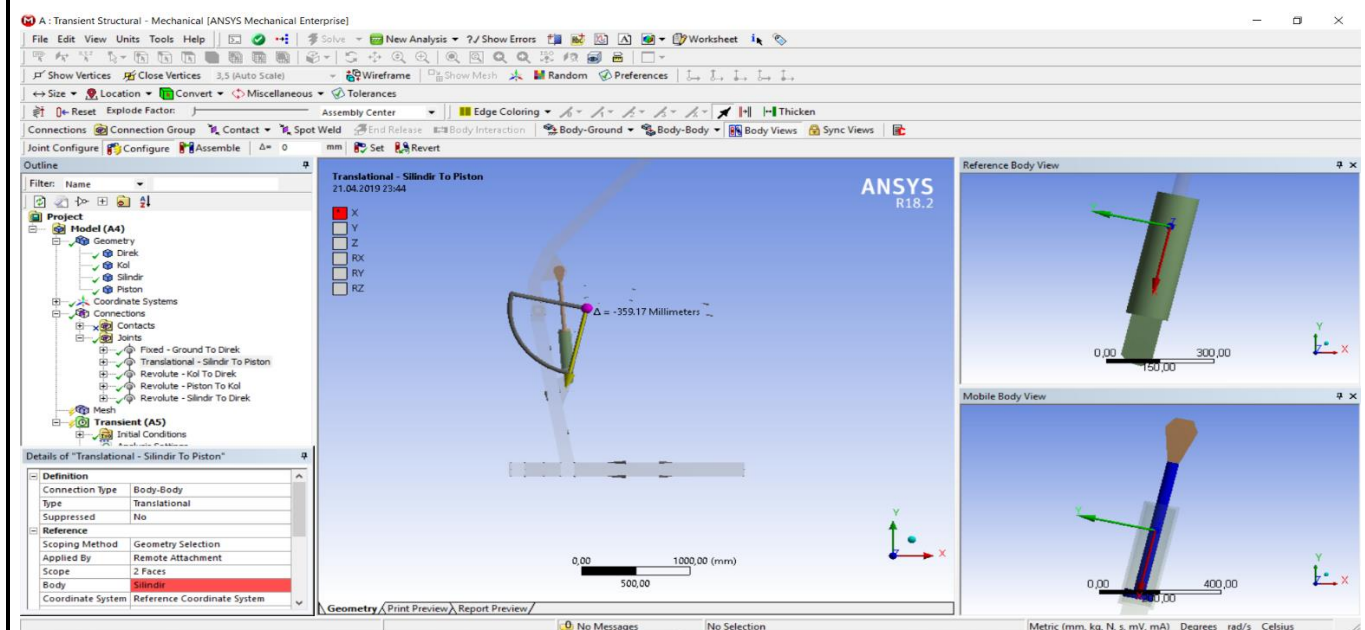 A : Transient Structural - Mechanical [ANSYS Mechanical Enterprise]
File Edit View Units Tools Help Solve New Analysis ?✓ Show Errors Worksheet
Show Vertices Close Vertices 3,5 (Auto Scale) Wireframe Show Mesh Random Preferences
Size Location Convert Miscellaneous Tolerances
Reset Explode Factor: Assembly Center Edge Coloring Thicken
Connections Connection Group Contact Spot Weld End Release Body Interaction Body-Ground Body-Body Body Views Sync Views
Joint Configure Configure Assemble Δ= 0 mm Set Revert
Outline
Filter: Name
Project
Model (A4)
Geometry
Direk
Kol
Silindir
Piston
Coordinate Systems
Connections
Contacts
Joints
Fixed - Ground To Direk
Translational - Silindir To Piston
Revolute - Kol To Direk
Revolute - Piston To Kol
Revolute - Silindir To Direk
Mesh
Transient (A5)
Initial Conditions
Details of "Translational - Silindir To Piston"
Definition
Connection Type Body-Body
Type Translational
Suppressed No
Reference
Scoping Method Geometry Selection
Applied By Remote Attachment
Scope 2 Faces
Body Silindir
Coordinate System Reference Coordinate System
Translational - Silindir To Piston
21.04.2019 23:44
X
Y
Z
RX
RY
RZ
ANSYS
R18.2
Δ = -359.17 Millimeters
Y
X
Z
0,00 1000,00 (mm)
500,00
Geometry Print Preview Report Preview
Reference Body View
Y
Z
0,00 300,00
150,00
Y
Z X
Mobile Body View
Y
0,00 400,00
200,00
Y
Z X
No Messages No Selection Metric (mm, kg, N, s, mV, mA) Degrees rad/s Celsius